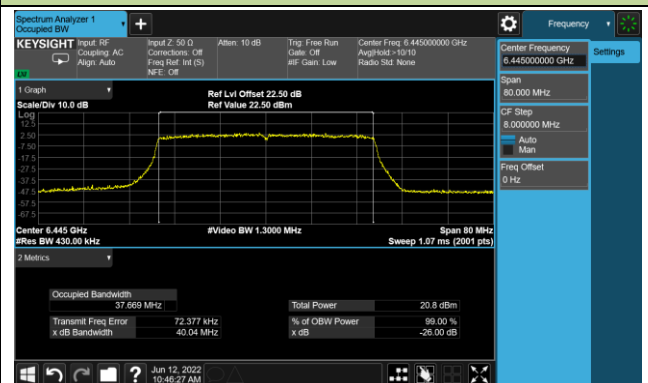 Spectrum Analyzer 1
Occupied BW
Frequency
KEYSIGHT
Input: RF
Coupling: AC
Align: Auto
Input Z: 50 Ω
Corrections: Off
Freq Ref: Int (S)
NFE: Off
Atten: 10 dB
Trig: Free Run
Gate: Off
#IF Gain: Low
Center Freq: 6.445000000 GHz
Avg|Hold:>10/10
Radio Std: None
Center Frequency
6.445000000 GHz
Settings
Span
80.000 MHz
CF Step
8.000000 MHz
Auto
Man
Freq Offset
0 Hz
1 Graph
Scale/Div 10.0 dB
Ref Lvl Offset 22.50 dB
Ref Value 22.50 dBm
Log
12.5
2.50
-7.50
-17.5
-27.5
-37.5
-47.5
-57.5
-67.5
Center 6.445 GHz
#Res BW 430.00 kHz
#Video BW 1.3000 MHz
Span 80 MHz
Sweep 1.07 ms (2001 pts)
2 Metrics
Occupied Bandwidth
37.669 MHz
Total Power 20.8 dBm
Transmit Freq Error 72.377 kHz
% of OBW Power 99.00 %
x dB Bandwidth 40.04 MHz
x dB -26.00 dB
?
Jun 12, 2022
10:46:27 AM